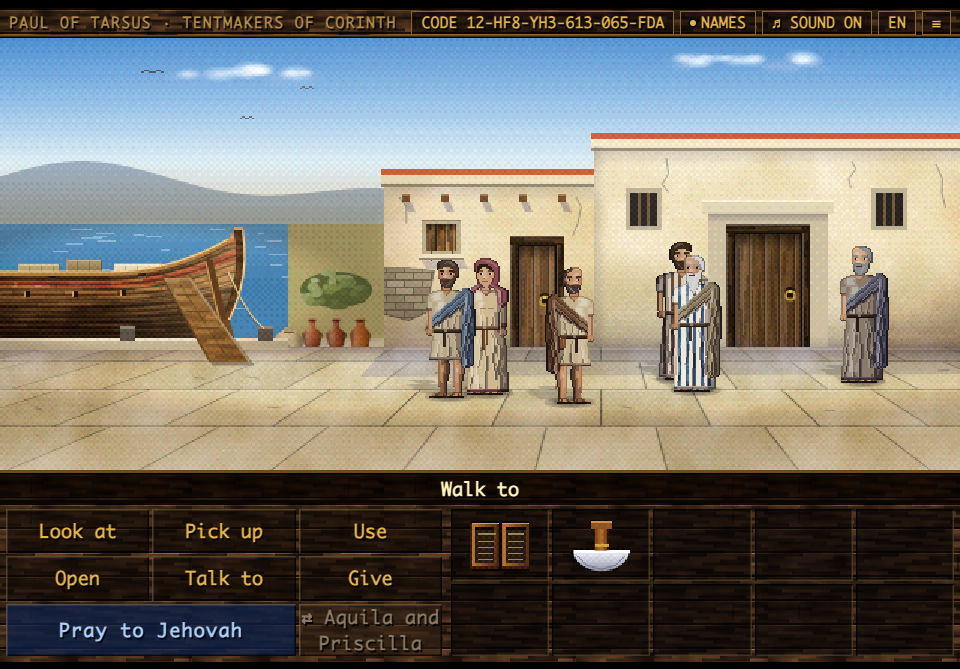 PAUL OF TARSUS · TENTMAKERS OF CORINTH
CODE 12-HF8-YH3-613-065-FDA
• NAMES
♬ SOUND ON
EN
≡
Walk to
Look at
Pick up
Use
Open
Talk to
Give
Pray to Jehovah
⇄ Aquila and
Priscilla